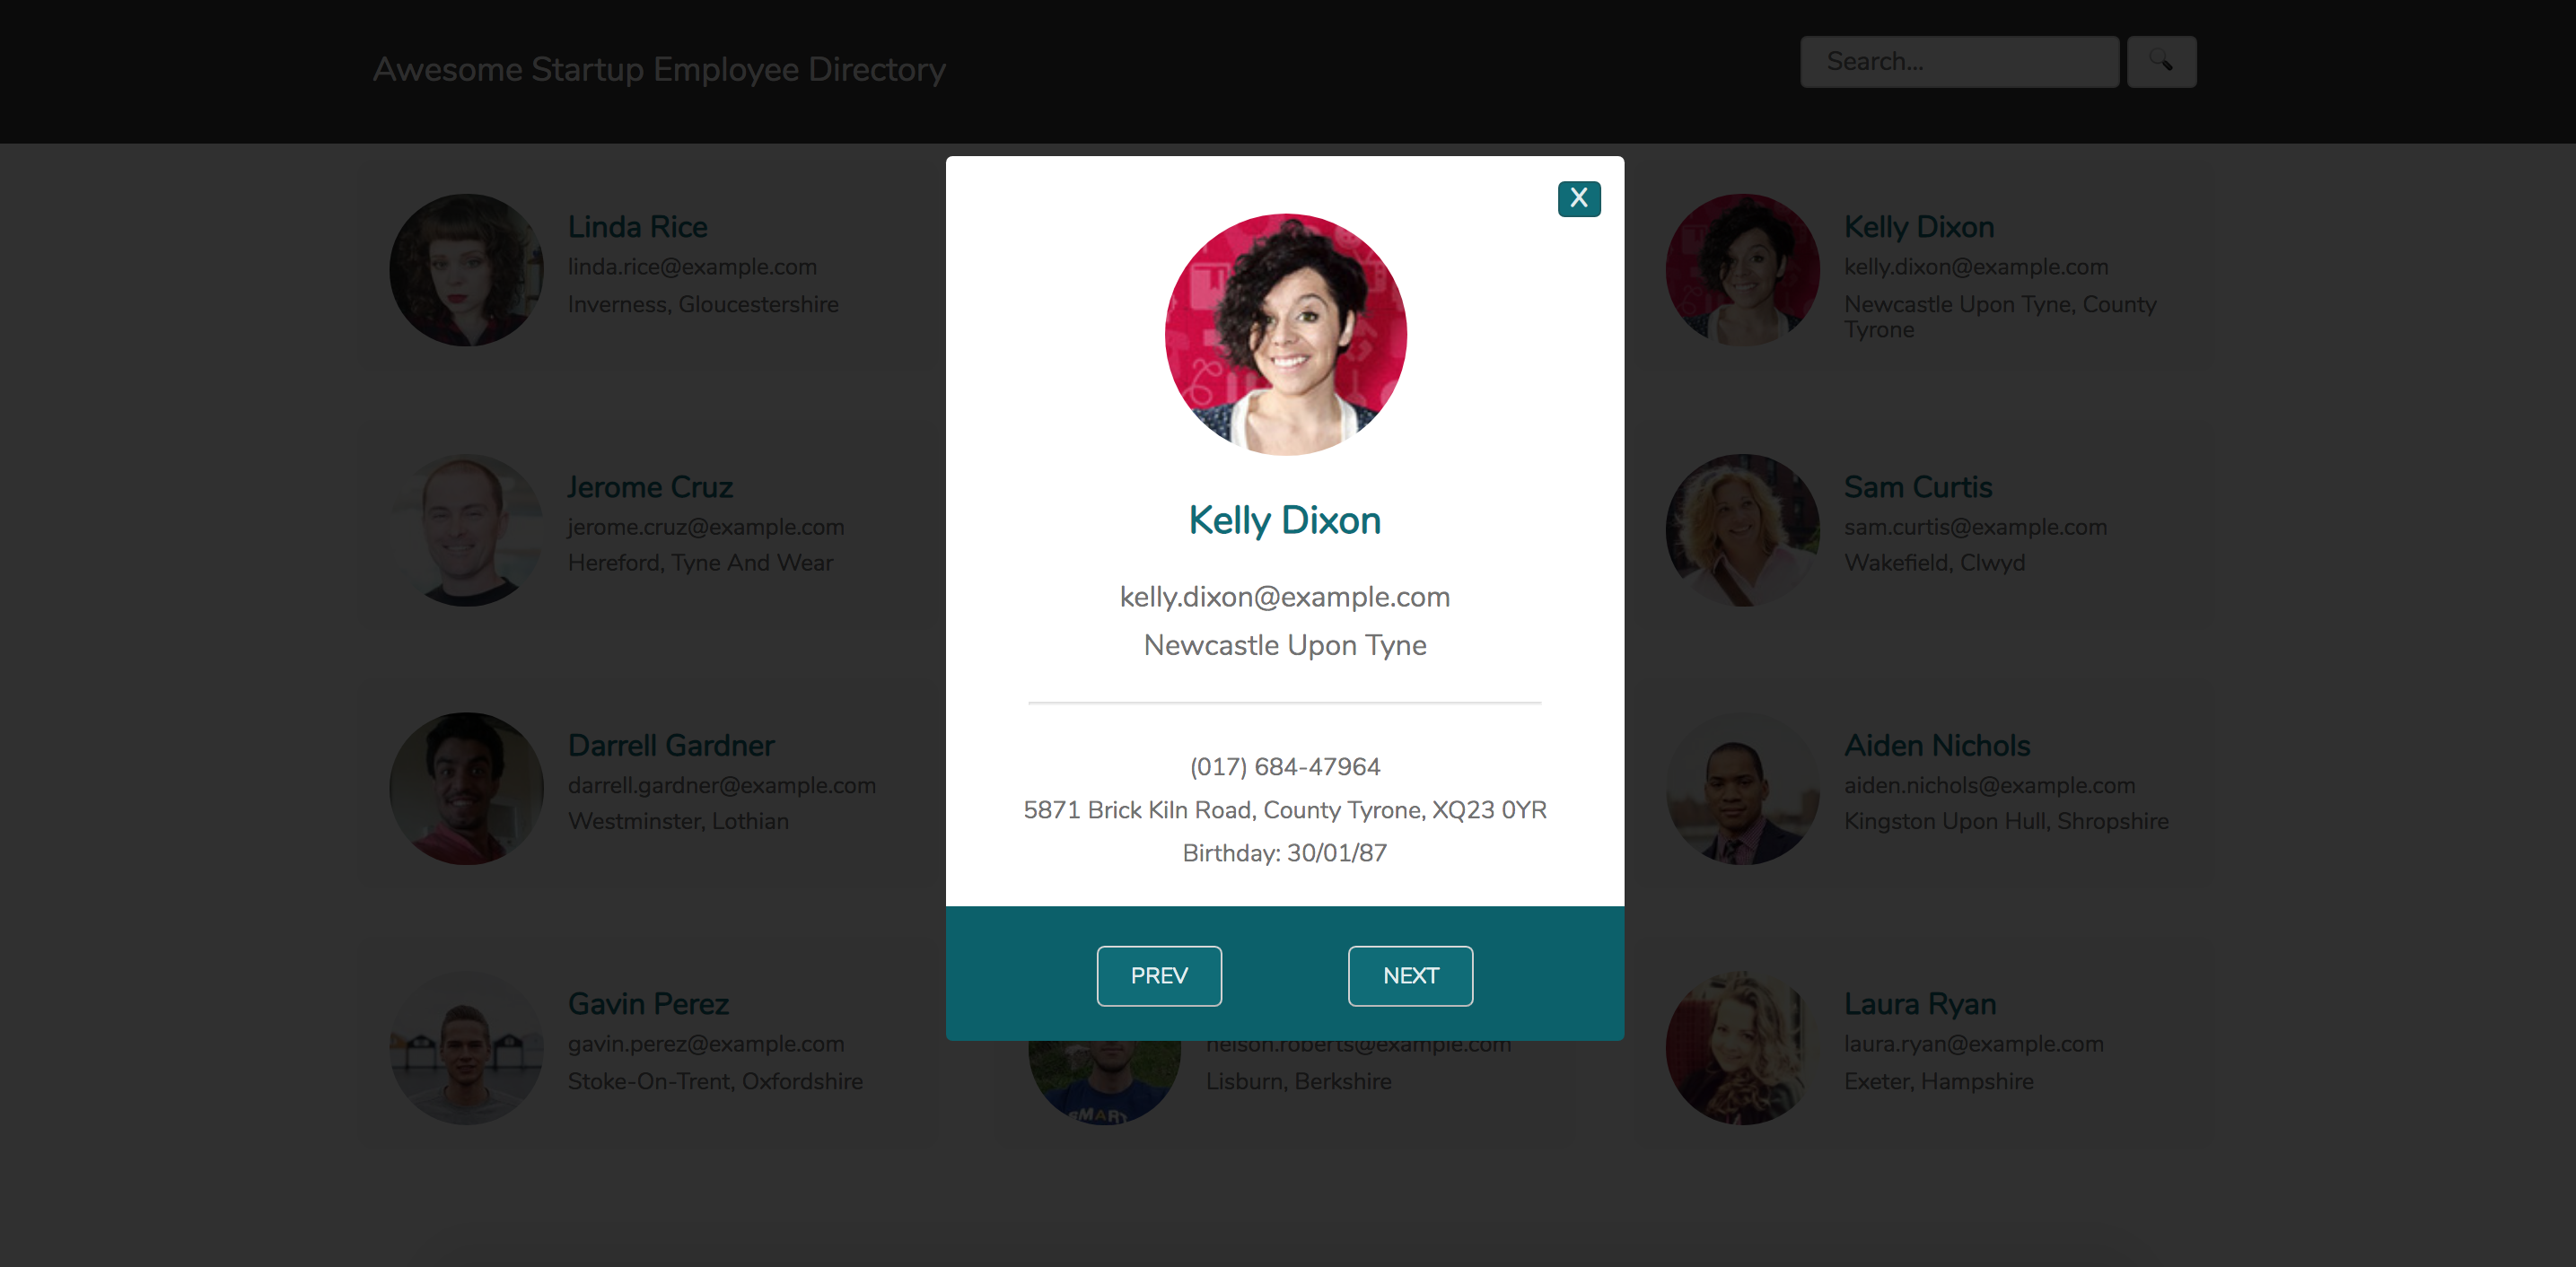 Awesome Startup Employee Directory
Search...
X
Linda Rice
linda.rice@example.com
Inverness, Gloucestershire
Kelly Dixon
kelly.dixon@example.com
Newcastle Upon Tyne, County
Tyrone
Jerome Cruz
jerome.cruz@example.com
Hereford, Tyne And Wear
Sam Curtis
sam.curtis@example.com
Wakefield, Clwyd
Darrell Gardner
darrell.gardner@example.com
Westminster, Lothian
Aiden Nichols
aiden.nichols@example.com
Kingston Upon Hull, Shropshire
Gavin Perez
gavin.perez@example.com
Stoke-On-Trent, Oxfordshire
nelson.roberts@example.com
Lisburn, Berkshire
SMART
Laura Ryan
laura.ryan@example.com
Exeter, Hampshire
Kelly Dixon
kelly.dixon@example.com
Newcastle Upon Tyne
(017) 684-47964
5871 Brick Kiln Road, County Tyrone, XQ23 0YR
Birthday: 30/01/87
PREV
NEXT